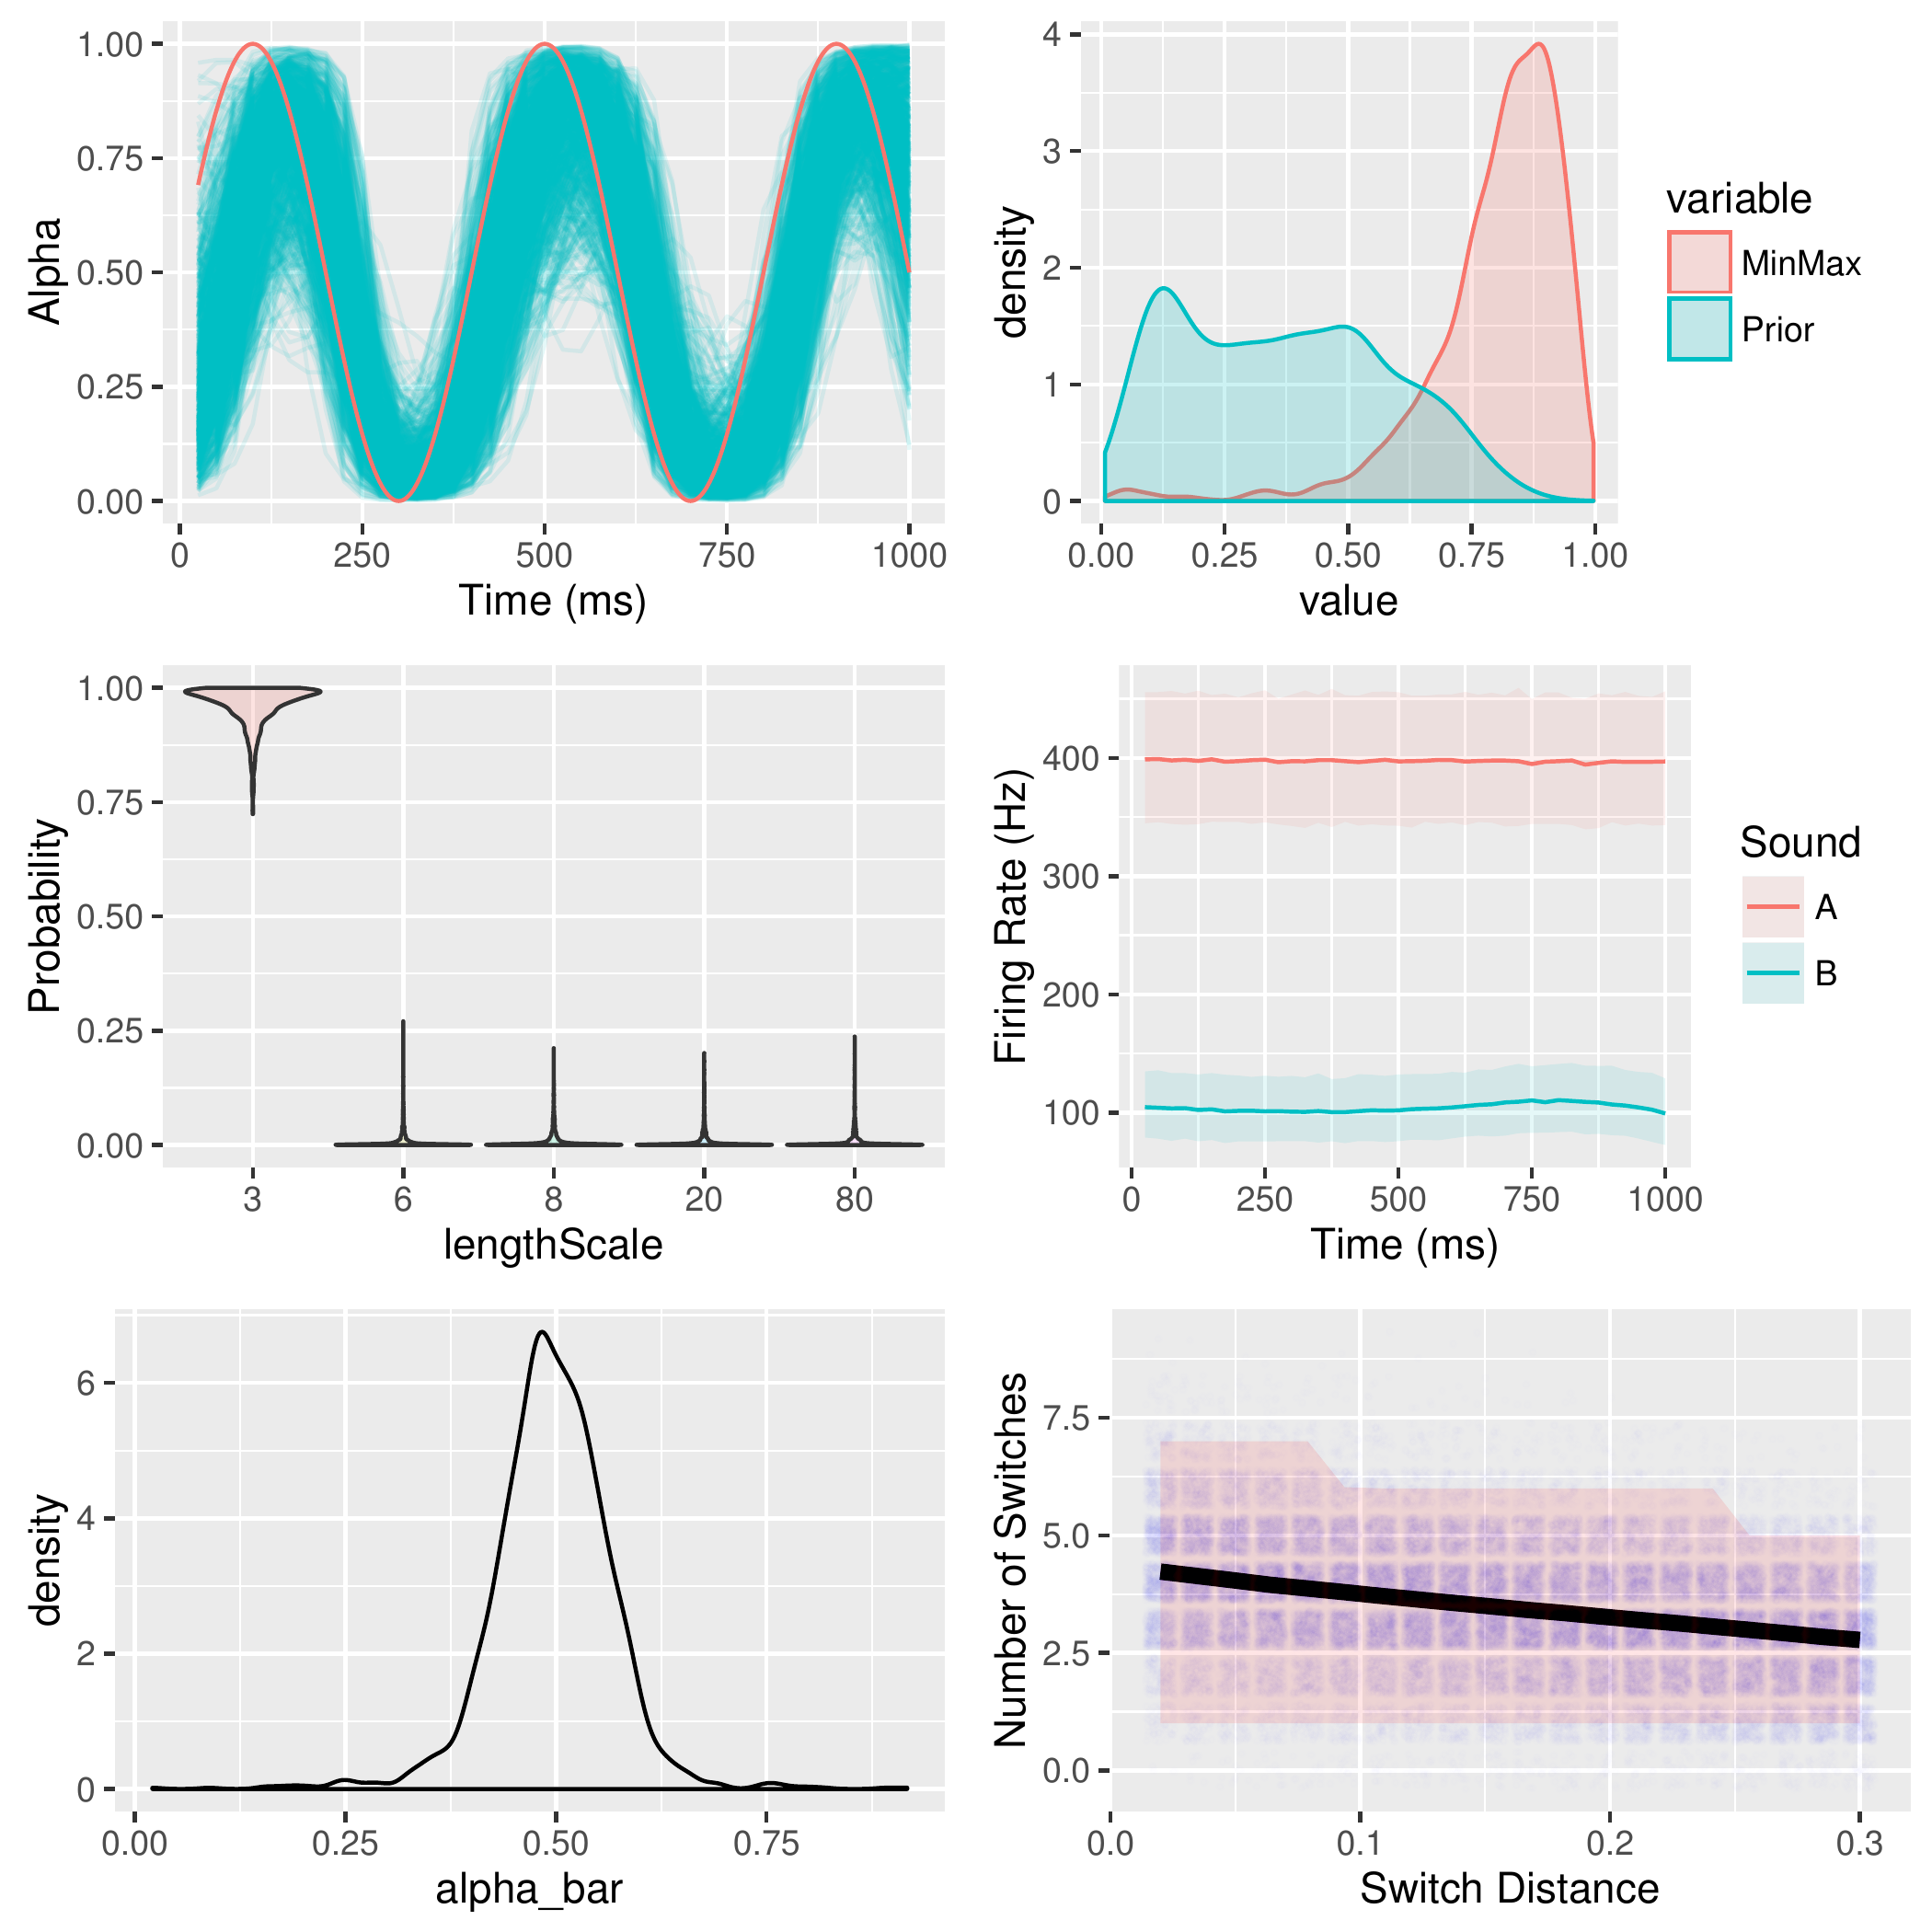 1.00
0.75
0.50
0.25
0.00
Alpha
0 250 500 750 1000
Time (ms)
4
3
2
1
0
density
0.00 0.25 0.50 0.75 1.00
value
variable
MinMax
Prior
1.00
0.75
0.50
0.25
0.00
Probability
3 6 8 20 80
lengthScale
400
300
200
100
Firing Rate (Hz)
0 250 500 750 1000
Time (ms)
Sound
A
B
6
4
2
0
density
0.00 0.25 0.50 0.75
alpha_bar
7.5
5.0
2.5
0.0
Number of Switches
0.0 0.1 0.2 0.3
Switch Distance